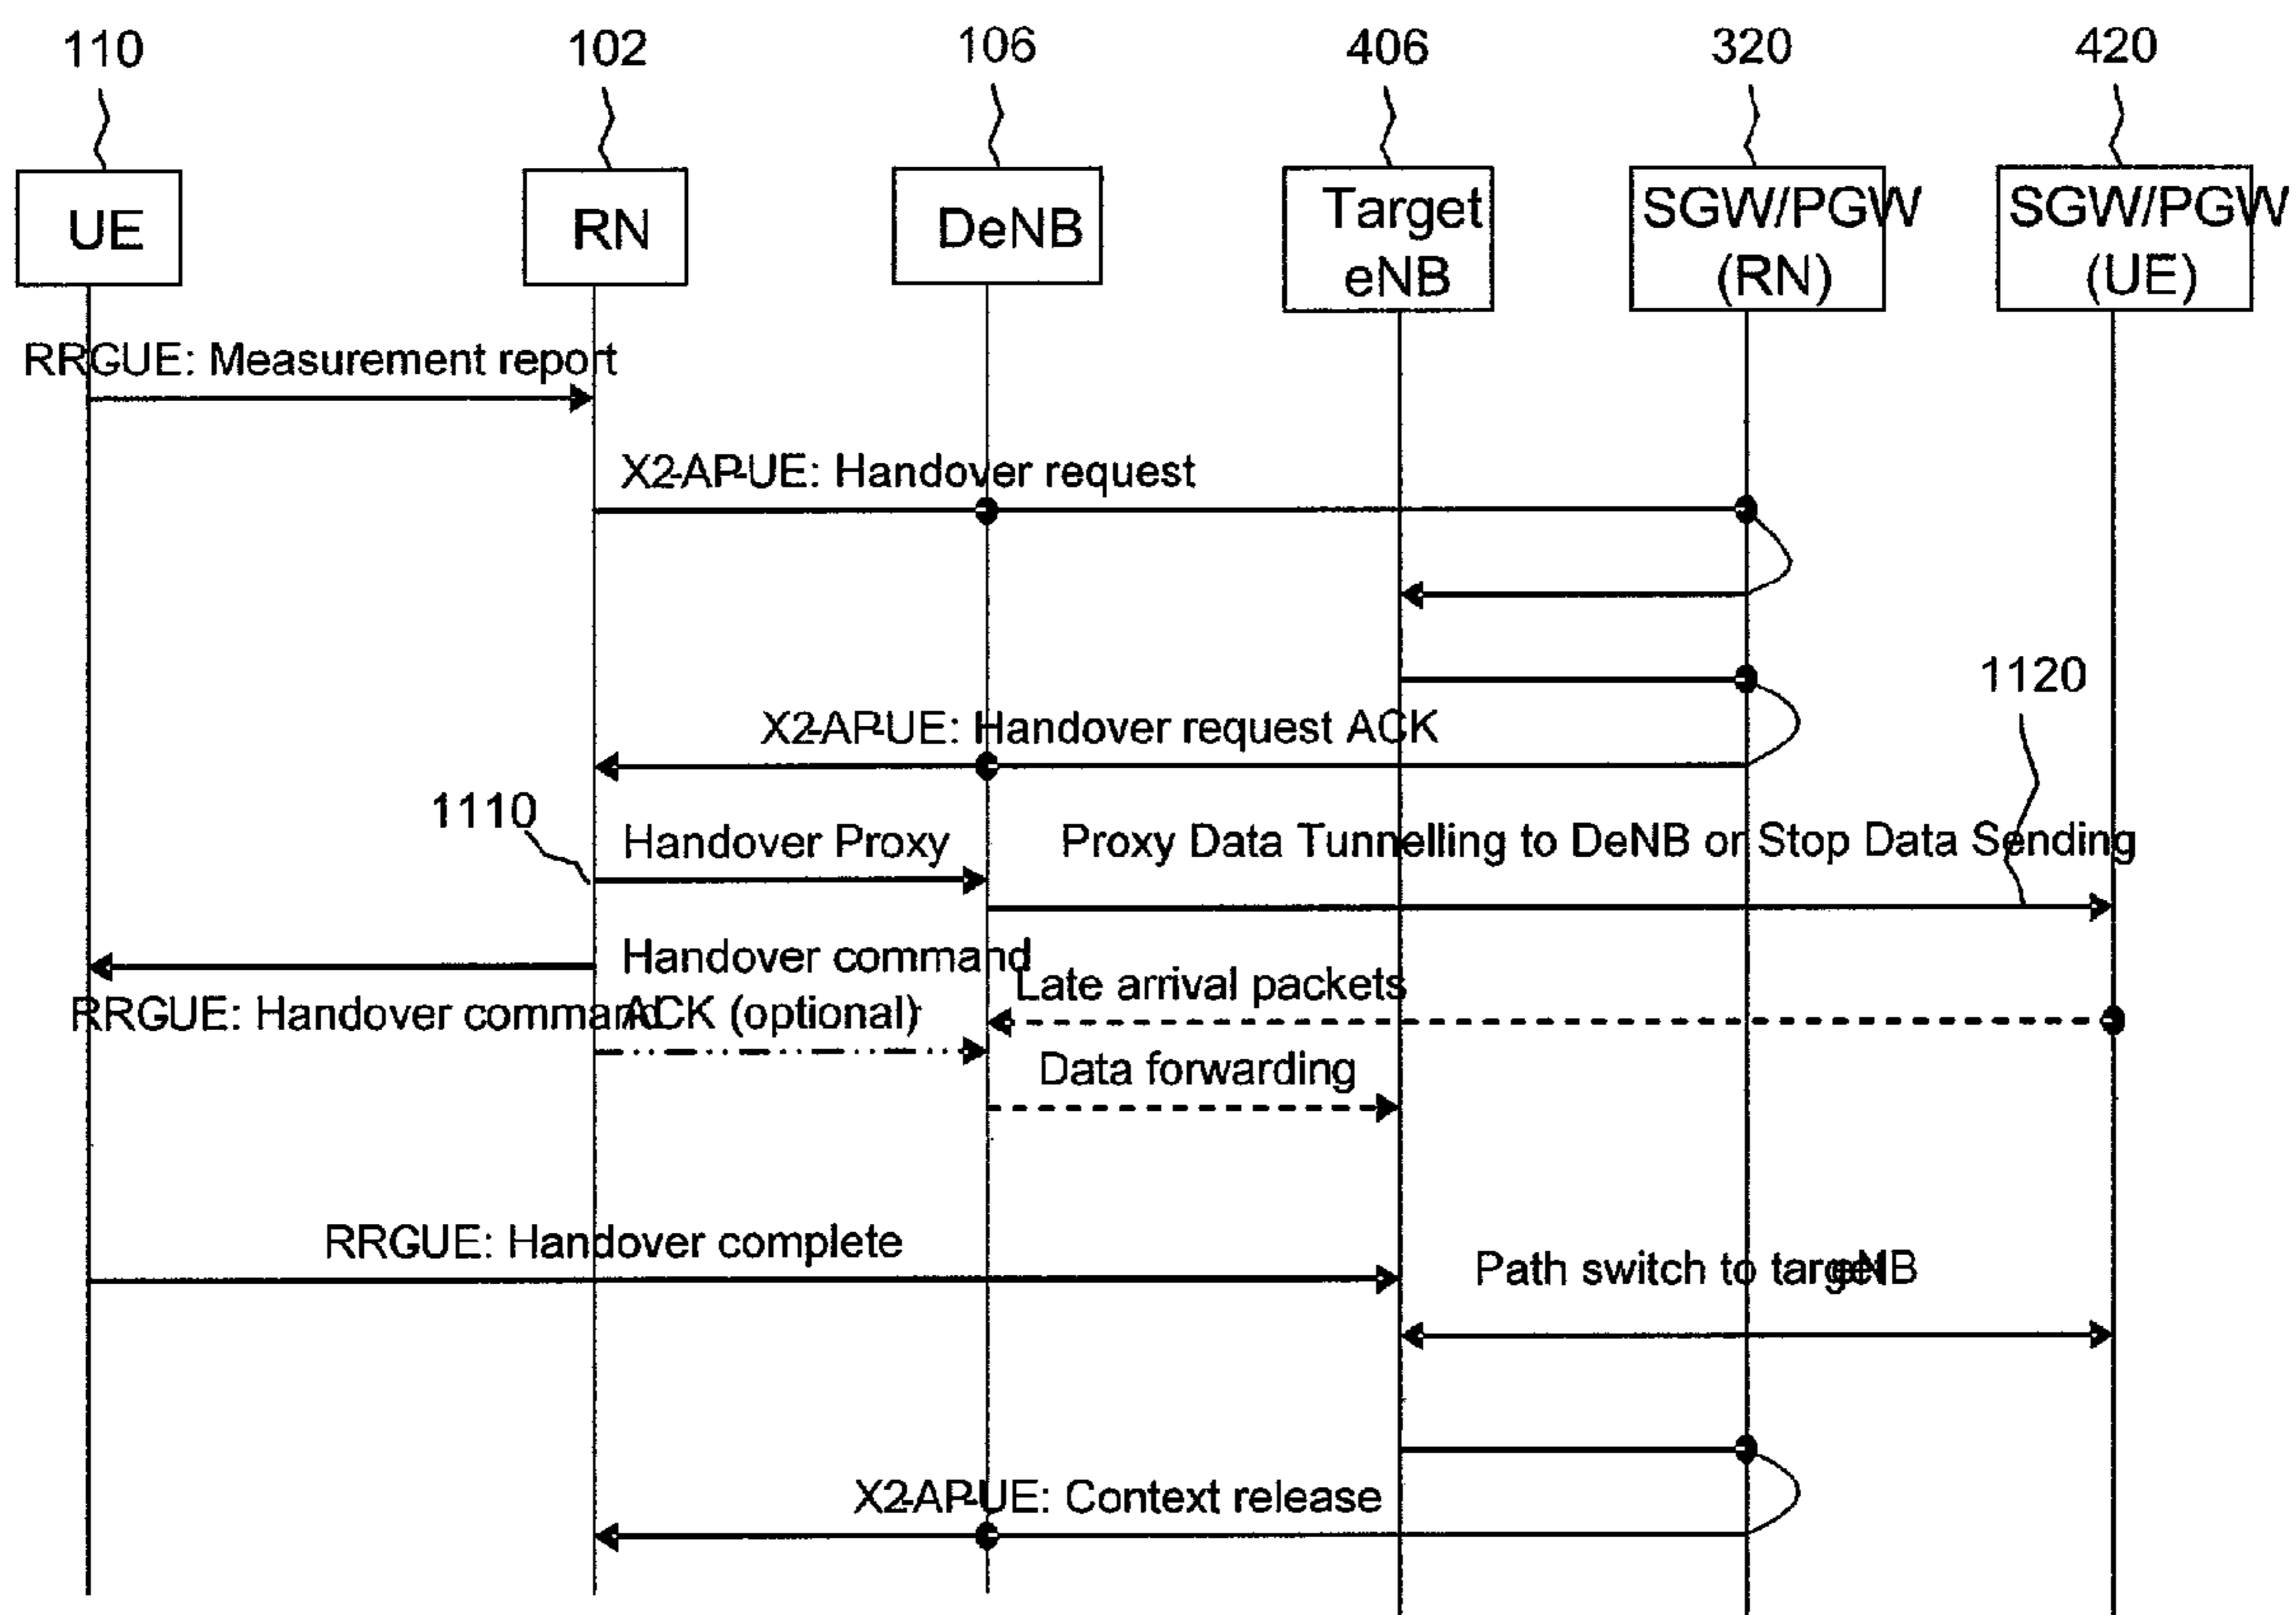 110 102 106 406 320 420
UE RN DeNB Target eNB SGW/PGW (RN) SGW/PGW (UE)
RRGUE: Measurement report
X2-AP-UE: Handover request
1120
X2-AP-UE: Handover request ACK
1110
Handover Proxy
Proxy Data Tunnelling to DeNB or Stop Data Sending
Handover command
ACK (optional)
Late arrival packets
RRGUE: Handover command
Data forwarding
RRGUE: Handover complete
Path switch to target eNB
X2-AP-UE: Context release